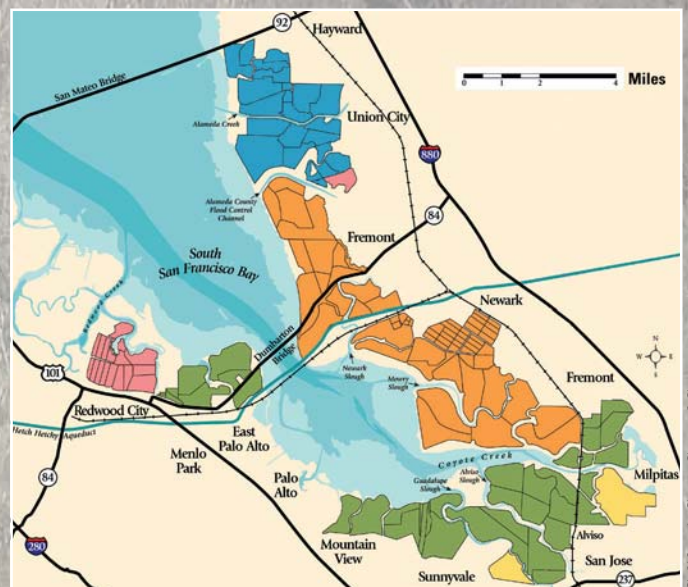 92
Hayward
San Mateo Bridge
0 1 2 4 Miles
Alameda Creek
Union City
880
Alameda County
Flood Control
Channel
84
Fremont
South
San Francisco Bay
Newark
Redwood Creek
Dumbarton
Bridge
N
W E
S
101
Newark
Slough
Mowry
Slough
Fremont
Redwood City
Hetch Hetchy Aqueduct
East
Palo Alto
Menlo
Park
Coyote Creek
Palo
Alto
Guadalupe
Slough
Alviso
Slough
Milpitas
84
280
Mountain
View
Alviso
Sunnyvale
San Jose
237